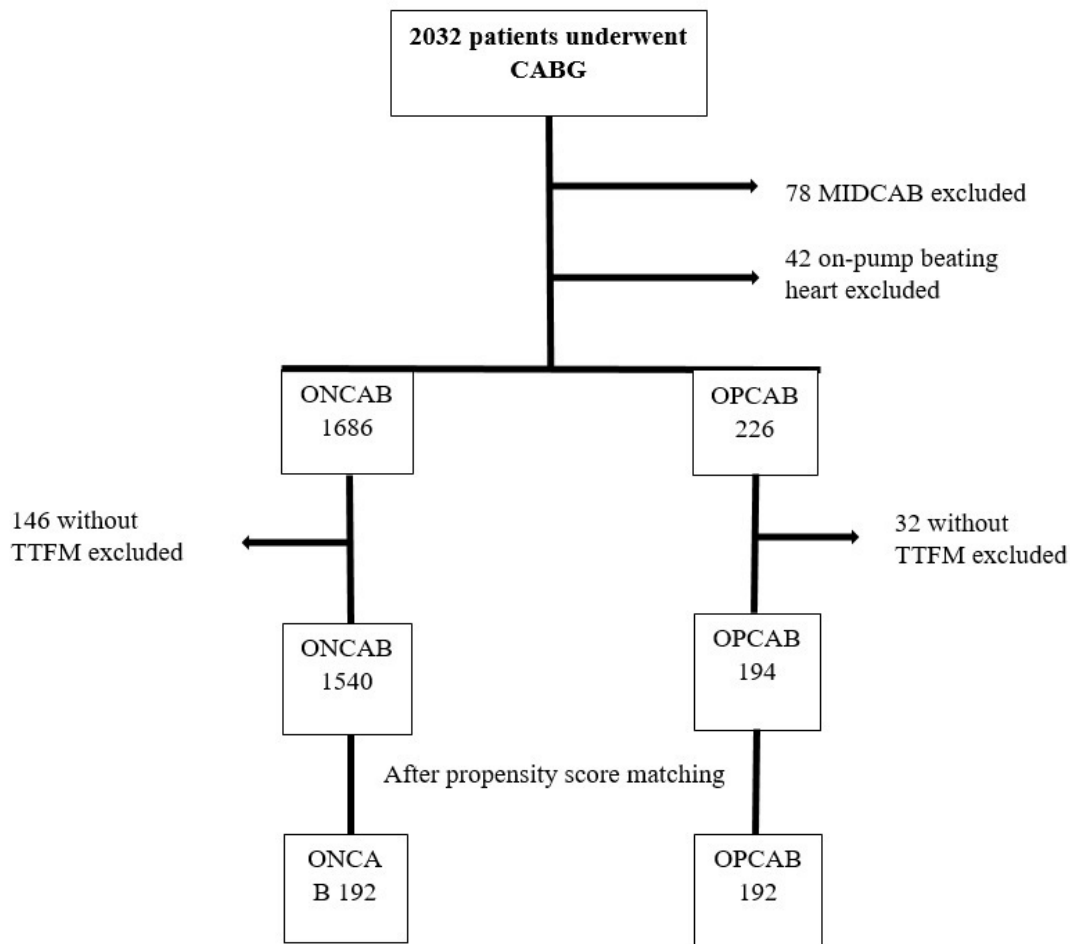 2032 patients underwent
CABG
78 MIDCAB excluded
42 on-pump beating
heart excluded
ONCAB
1686
OPCAB
226
146 without
TTFM excluded
32 without
TTFM excluded
ONCAB
1540
OPCAB
194
After propensity score matching
ONCA
B 192
OPCAB
192